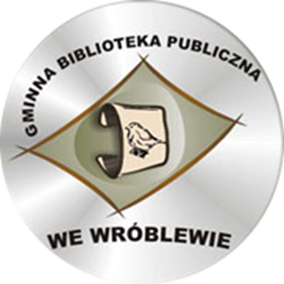 GMINNA BIBLIOTEKA PUBLICZNA
WE WRÓBLEWIE